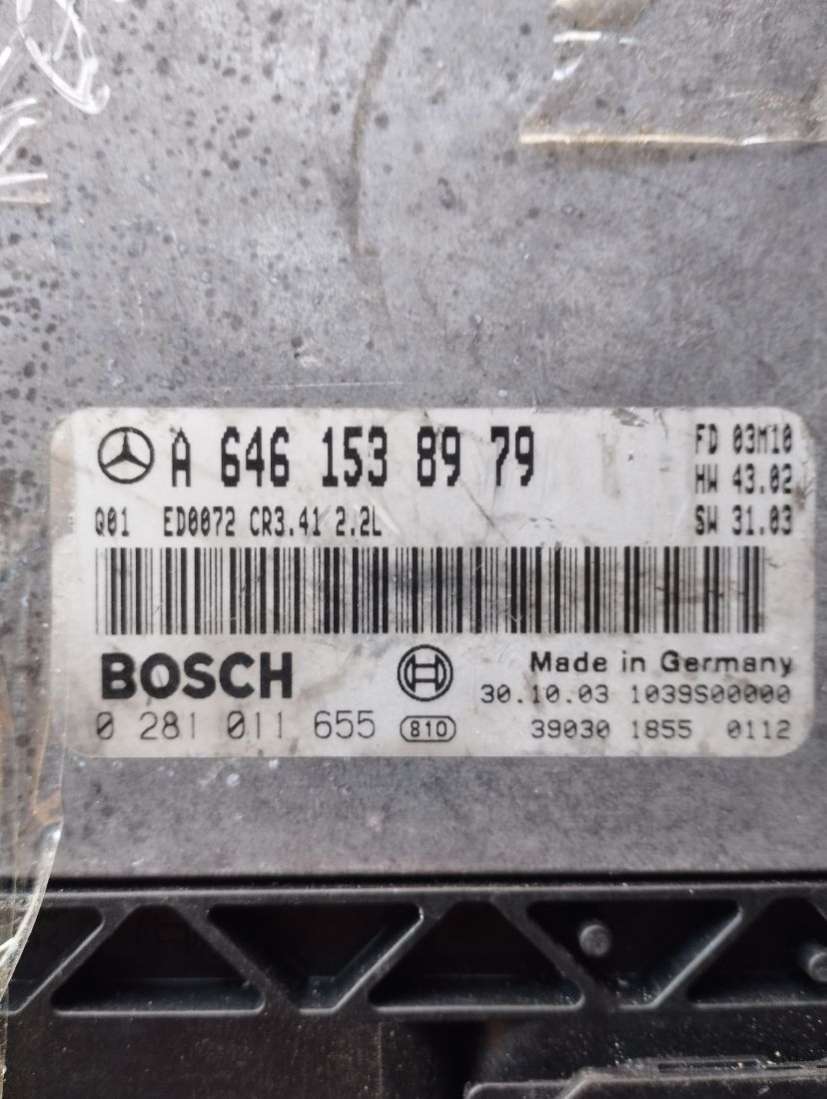 A 646 153 89 79
FD 03M10
HW 43.02
SW 31.03
Q01 ED0072 CR3.41 2.2L
BOSCH
Made in Germany
30.10.03 1039S00000
0 281 011 655 810
39030 1855 0112